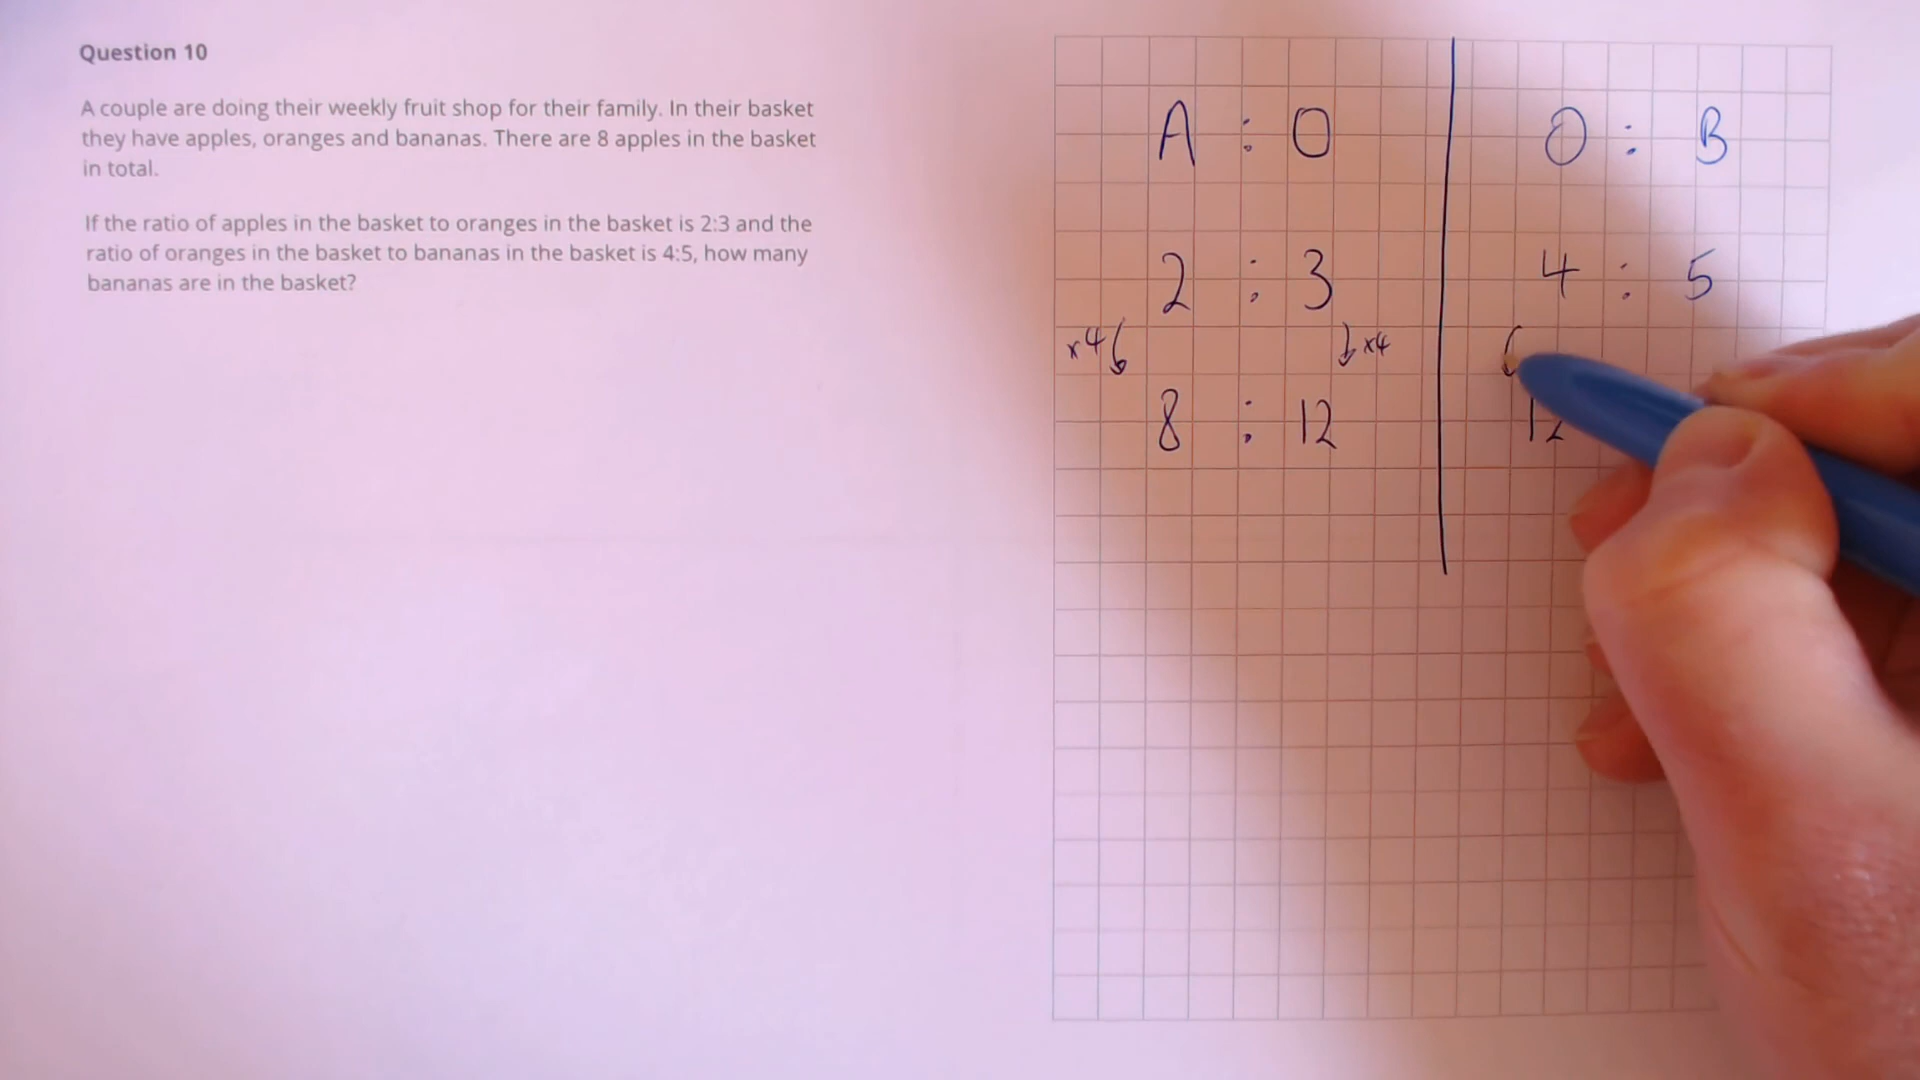 Question 10
A couple are doing their weekly fruit shop for their family. In their basket
they have apples, oranges and bananas. There are 8 apples in the basket
in total.
If the ratio of apples in the basket to oranges in the basket is 2:3 and the
ratio of oranges in the basket to bananas in the basket is 4:5, how many
bananas are in the basket?
A : O
2 : 3
x4 x4
8 : 12
O : B
4 : 5
12